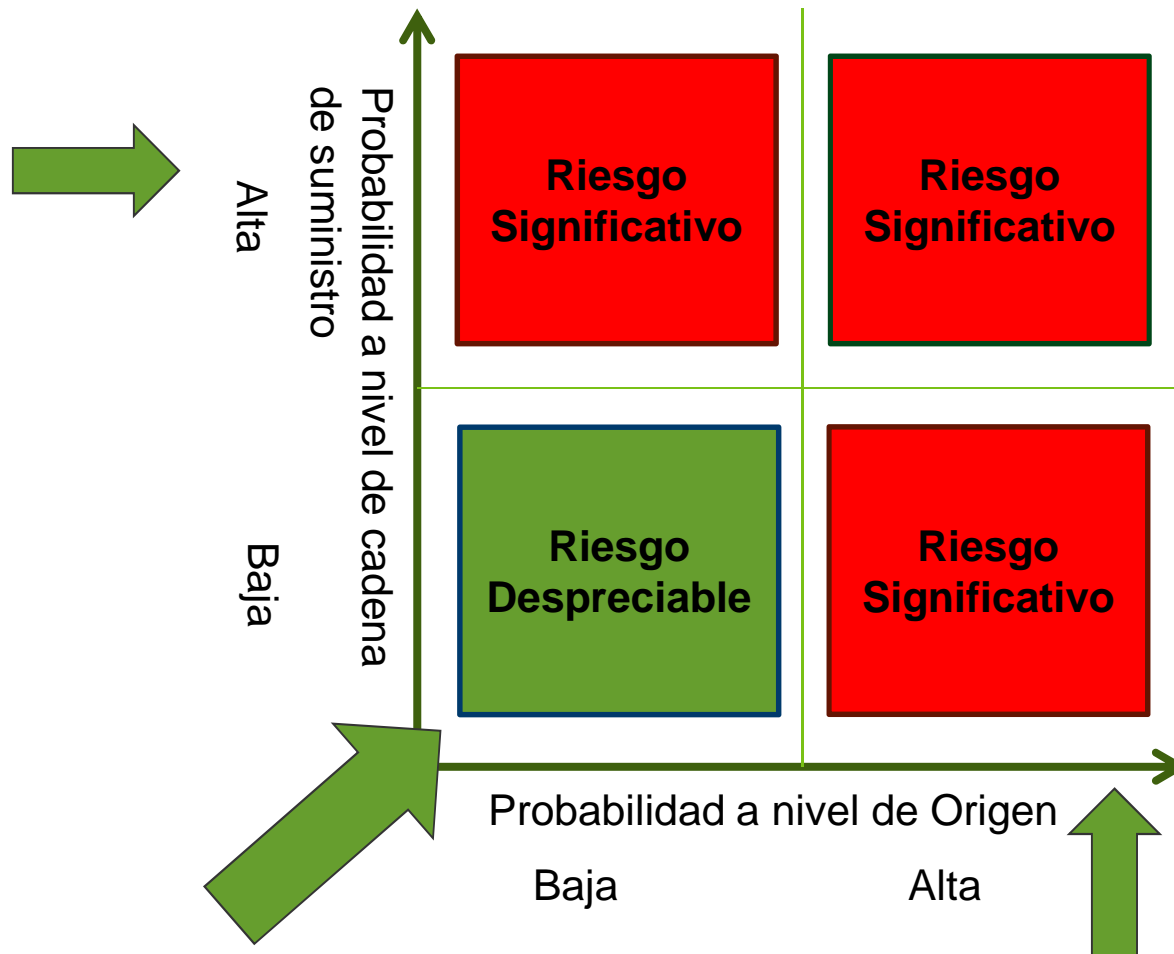 Probabilidad a nivel de cadena
de suministro
Alta
Baja
Riesgo
Significativo
Riesgo
Significativo
Riesgo
Despreciable
Riesgo
Significativo
Probabilidad a nivel de Origen
Baja
Alta